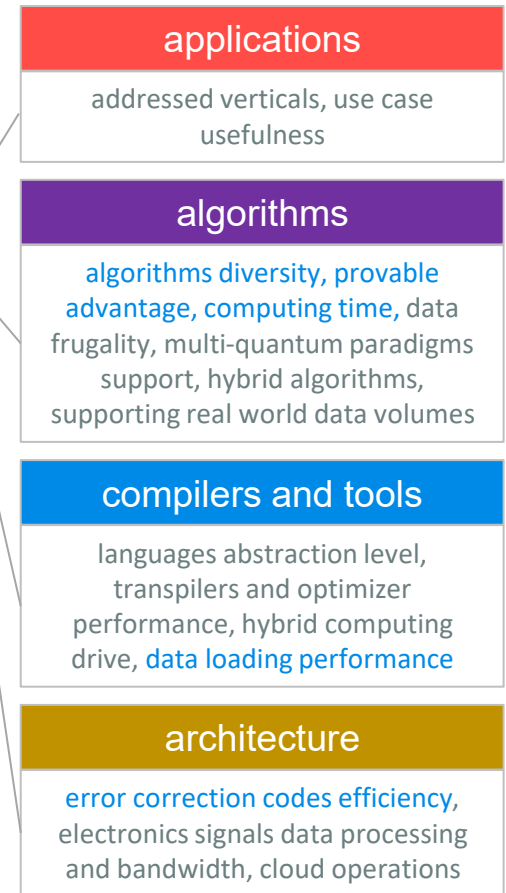 applications
addressed verticals, use case
usefulness
algorithms
algorithms diversity, provable
advantage, computing time, data
frugality, multi-quantum paradigms
support, hybrid algorithms,
supporting real world data volumes
compilers and tools
languages abstraction level,
transpilers and optimizer
performance, hybrid computing
drive, data loading performance
architecture
error correction codes efficiency,
electronics signals data processing
and bandwidth, cloud operations